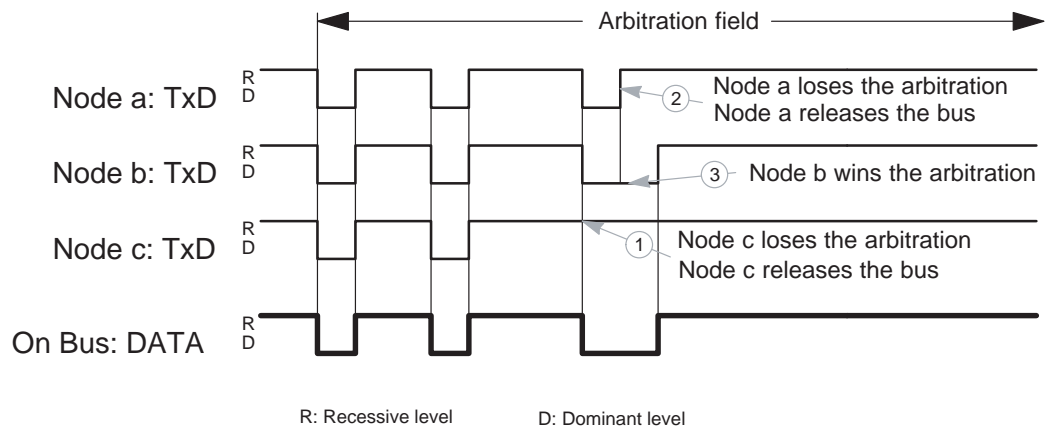 Arbitration field
Node a: TxD
R
D
2
Node a loses the arbitration
Node a releases the bus
Node b: TxD
R
D
3
Node b wins the arbitration
Node c: TxD
R
D
1
Node c loses the arbitration
Node c releases the bus
On Bus: DATA
R
D
R: Recessive level
D: Dominant level